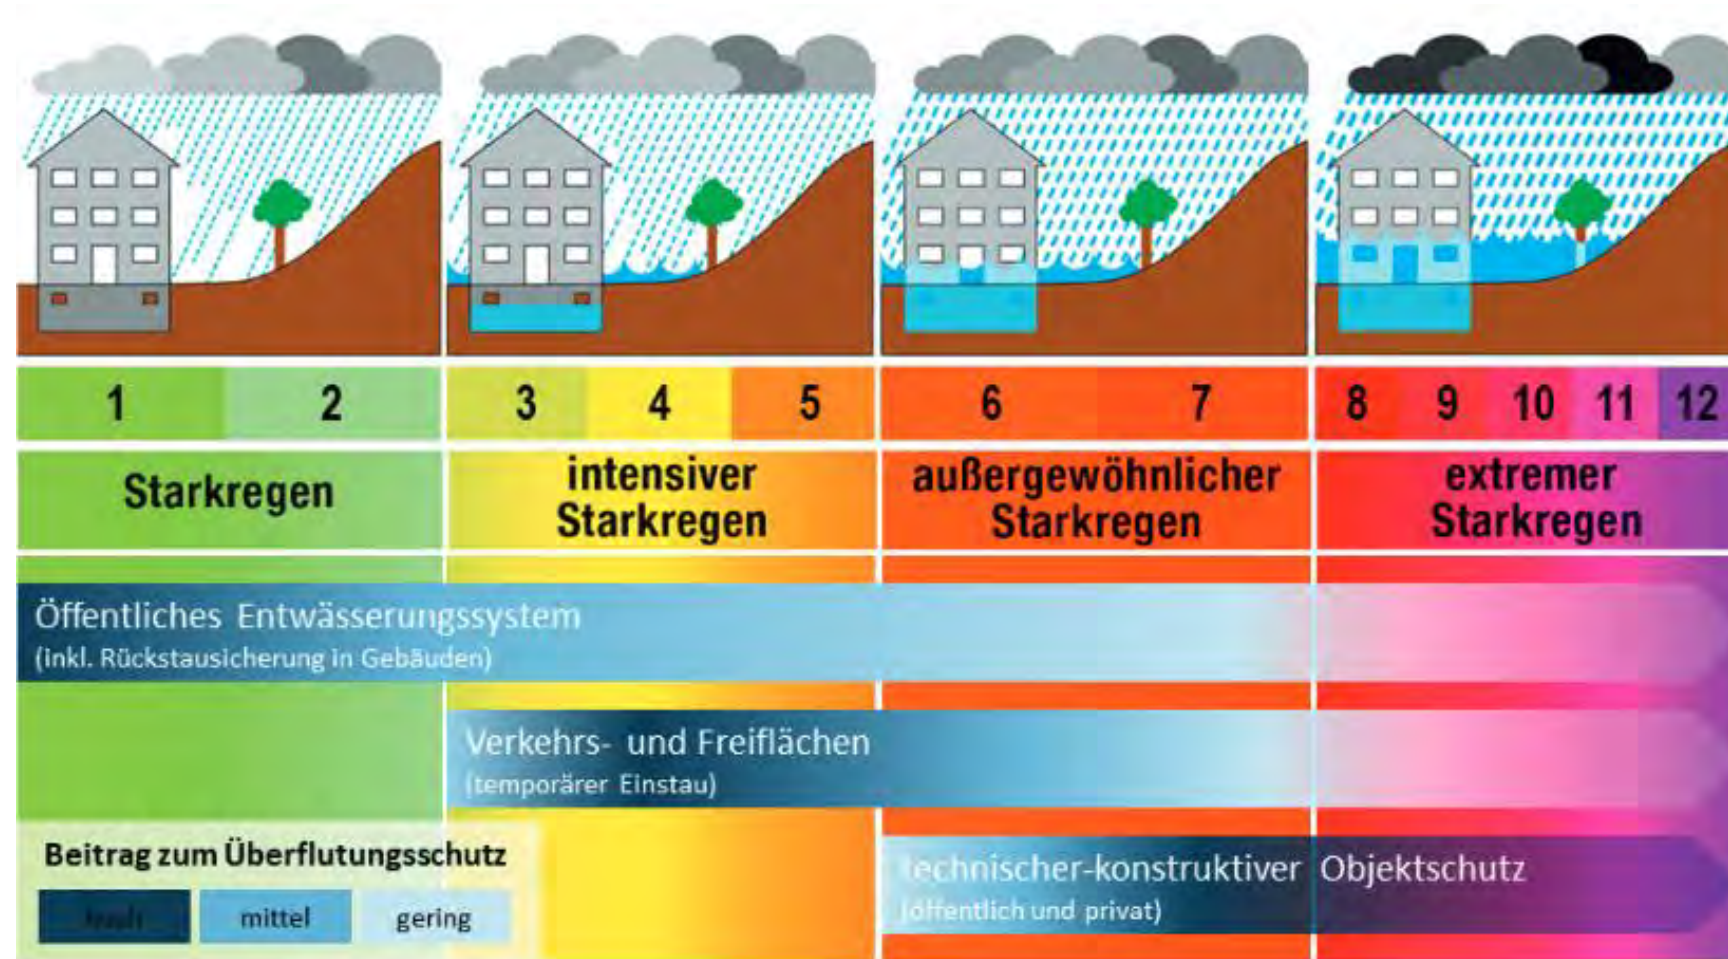 1 2 3 4 5 6 7 8 9 10 11 12
Starkregen
intensiver
Starkregen
außergewöhnlicher
Starkregen
extremer
Starkregen
Öffentliches Entwässerungssystem
(inkl. Rückstausicherung in Gebäuden)
Verkehrs- und Freiflächen
(temporärer Einstau)
technischer-konstruktiver Objektschutz
(öffentlich und privat)
Beitrag zum Überflutungsschutz
hoch mittel gering